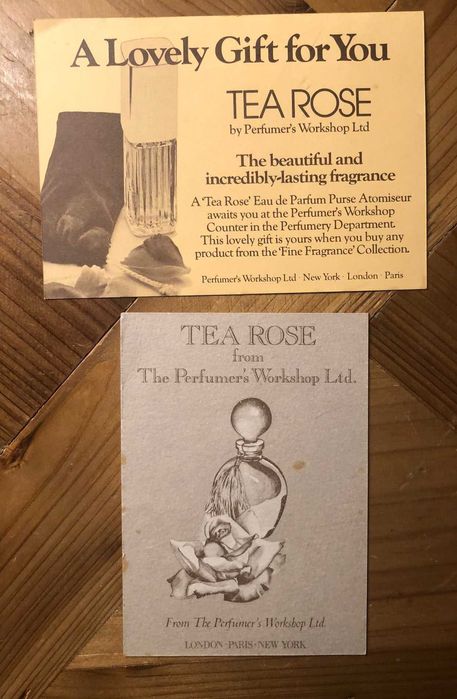 A Lovely Gift for You
TEA ROSE
by Perfumer's Workshop Ltd
The beautiful and
incredibly-lasting fragrance
A 'Tea Rose' Eau de Parfum Purse Atomiseur
awaits you at the Perfumer's Workshop
Counter in the Perfumery Department.
This lovely gift is yours when you buy any
product from the 'Fine Fragrance' Collection.
Perfumer's Workshop Ltd · New York · London · Paris
TEA ROSE
from
The Perfumer's Workshop Ltd.
From The Perfumer's Workshop Ltd.
LONDON · PARIS · NEW YORK